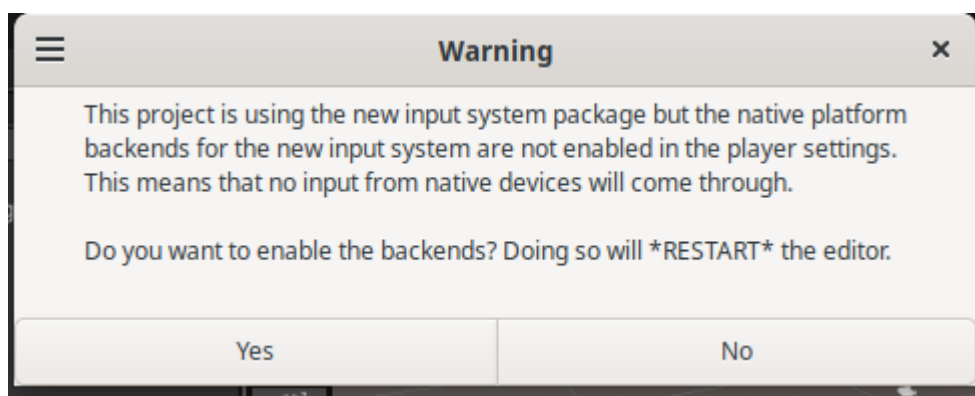 Warning
This project is using the new input system package but the native platform
backends for the new input system are not enabled in the player settings.
This means that no input from native devices will come through.
Do you want to enable the backends? Doing so will *RESTART* the editor.
Yes
No